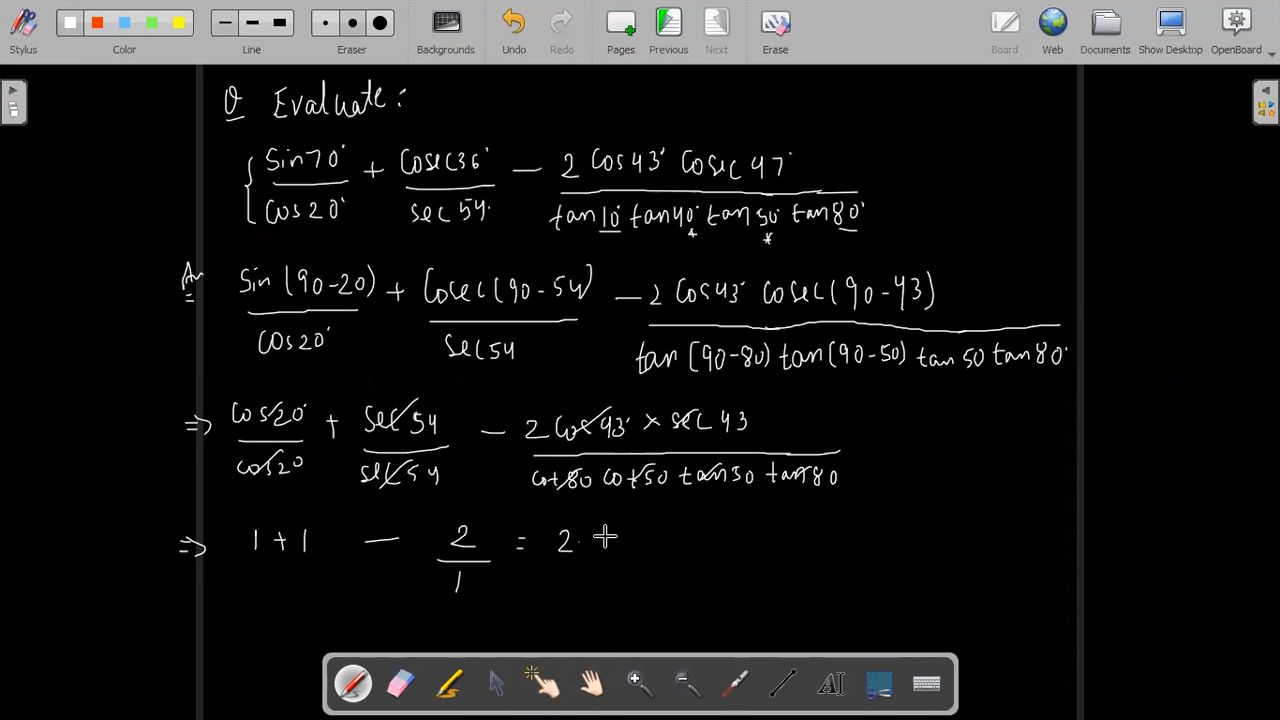 Stylus Color Line Eraser Backgrounds Undo Redo Pages Previous Next Erase Board Web Documents Show Desktop OpenBoard
Q Evaluate:
{ Sin70°/Cos20° + Cosec36°/sec54° - 2 Cos43° Cosec47°/tan10° tan40° tan50° tan80°
An Sin(90-20)/Cos20° + Cosec(90-54)/Sec54 - 2 Cos43° Cosec(90-43)/tan(90-80) tan(90-50) tan50 tan80°
=> Cos20°/Cos20 + Sec54/Sec54 - 2 Cos43° × sec43/cot80 cot50 tan50 tan80
=> 1+1 - 2/1 = 2.